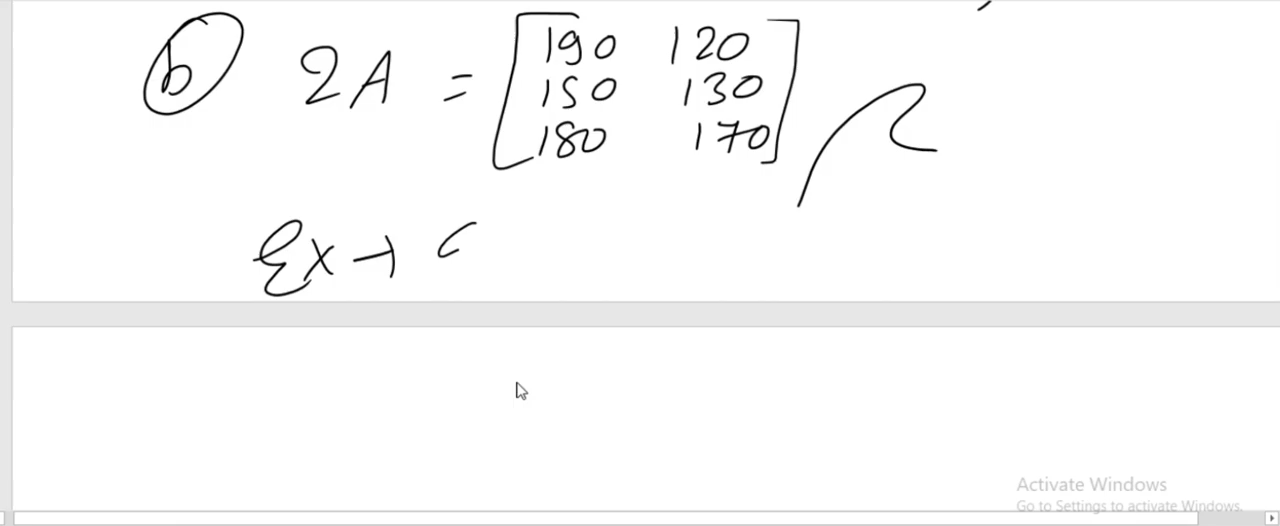 b 2A = [190 120
150 130
180 170]
Ex →
Activate Windows
Go to Settings to activate Windows.